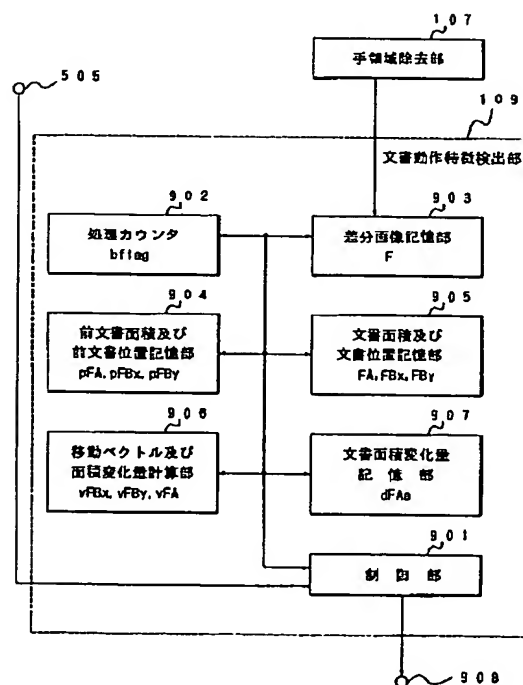 107
手領域除去部
505
109
文書動作特徴検出部
902
処理カウンタ
bflag
903
差分画像記憶部
F
904
前文書面積及び
前文書位置記憶部
pFA, pFBx, pFBy
905
文書面積及び
文書位置記憶部
FA, FBx, FBy
906
移動ベクトル及び
面積変化量計算部
vFBx, vFBy, vFA
907
文書面積変化量
記憶部
dFAa
901
制御部
908